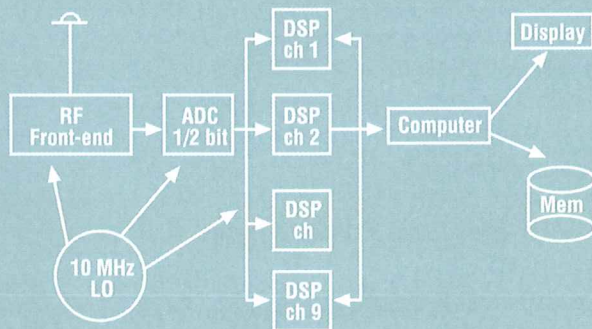 DSP
ch 1
Display
RF
Front-end
ADC
1/2 bit
DSP
ch 2
Computer
DSP
ch
Mem
10 MHz
LO
DSP
ch 9